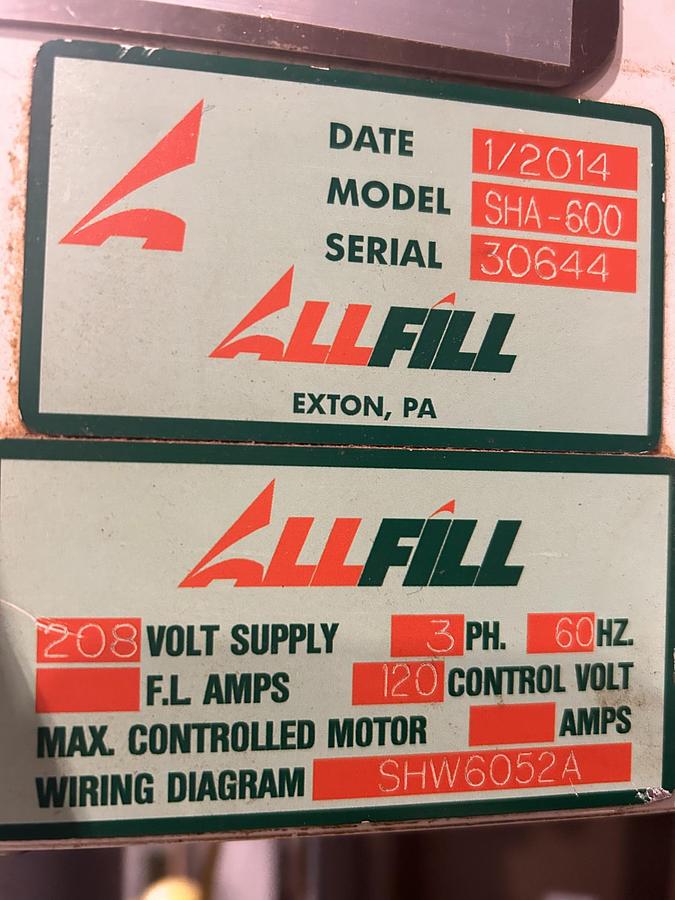 DATE 1/2014
MODEL SHA-600
SERIAL 30644
ALLFILL
EXTON, PA
ALLFILL
208 VOLT SUPPLY 3 PH. 60 HZ.
F.L. AMPS 120 CONTROL VOLT
MAX. CONTROLLED MOTOR AMPS
WIRING DIAGRAM SHW6052A